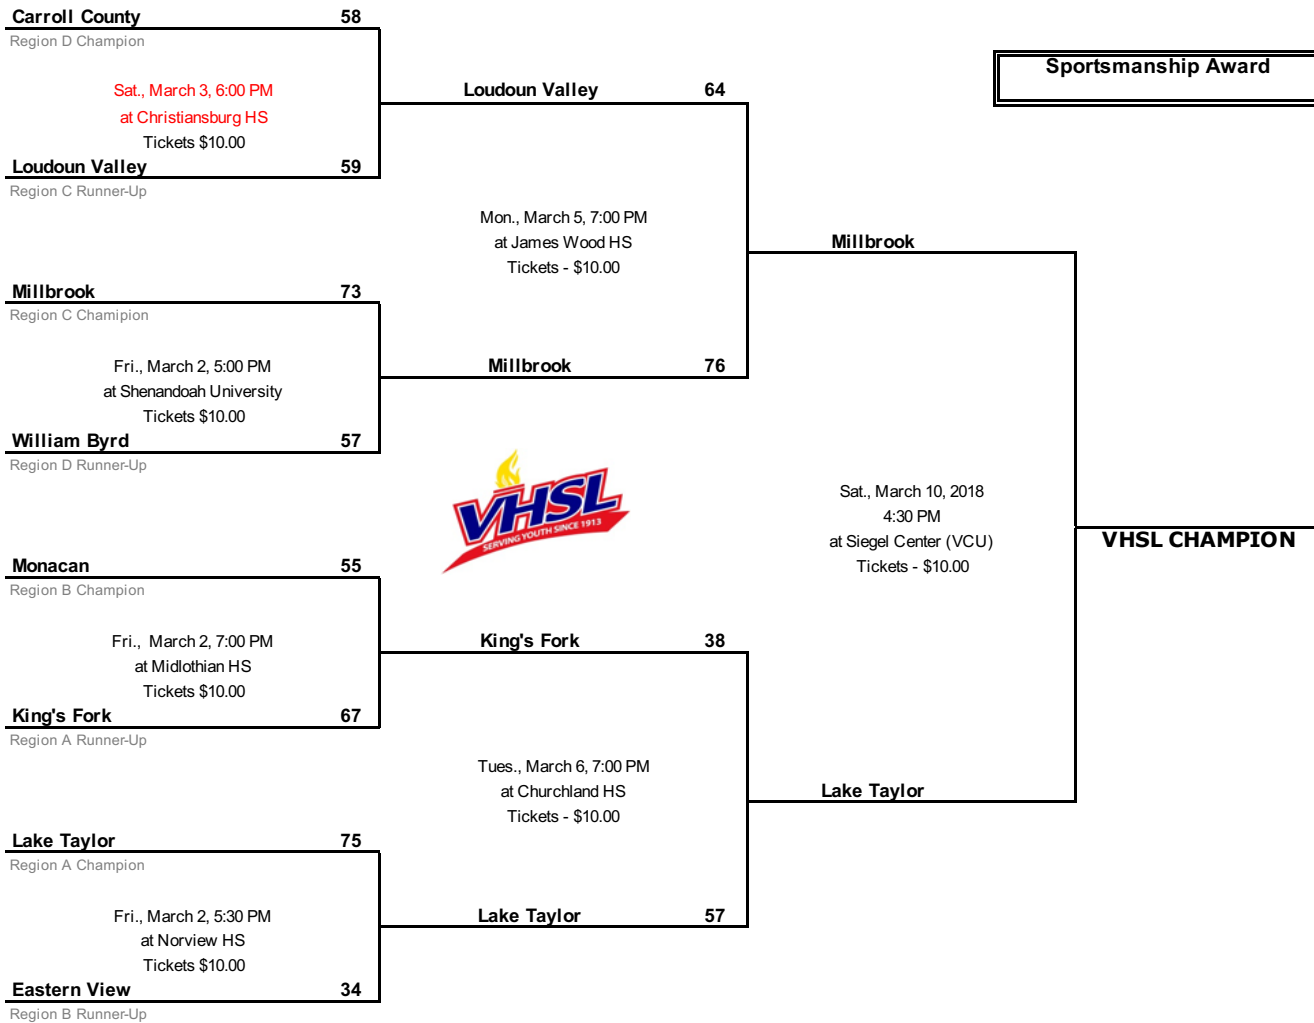 Carroll County 58
Region D Champion
Sat., March 3, 6:00 PM
at Christiansburg HS
Tickets $10.00
Loudoun Valley 59
Region C Runner-Up
Millbrook 73
Region C Chamipion
Fri., March 2, 5:00 PM
at Shenandoah University
Tickets $10.00
William Byrd 57
Region D Runner-Up
Monacan 55
Region B Champion
Fri., March 2, 7:00 PM
at Midlothian HS
Tickets $10.00
King's Fork 67
Region A Runner-Up
Lake Taylor 75
Region A Champion
Fri., March 2, 5:30 PM
at Norview HS
Tickets $10.00
Eastern View 34
Region B Runner-Up
Loudoun Valley 64
Mon., March 5, 7:00 PM
at James Wood HS
Tickets - $10.00
Millbrook 76
VHSL
SERVING YOUTH SINCE 1913
King's Fork 38
Tues., March 6, 7:00 PM
at Churchland HS
Tickets - $10.00
Lake Taylor 57
Millbrook
Sat., March 10, 2018
4:30 PM
at Siegel Center (VCU)
Tickets - $10.00
Lake Taylor
Sportsmanship Award
VHSL CHAMPION